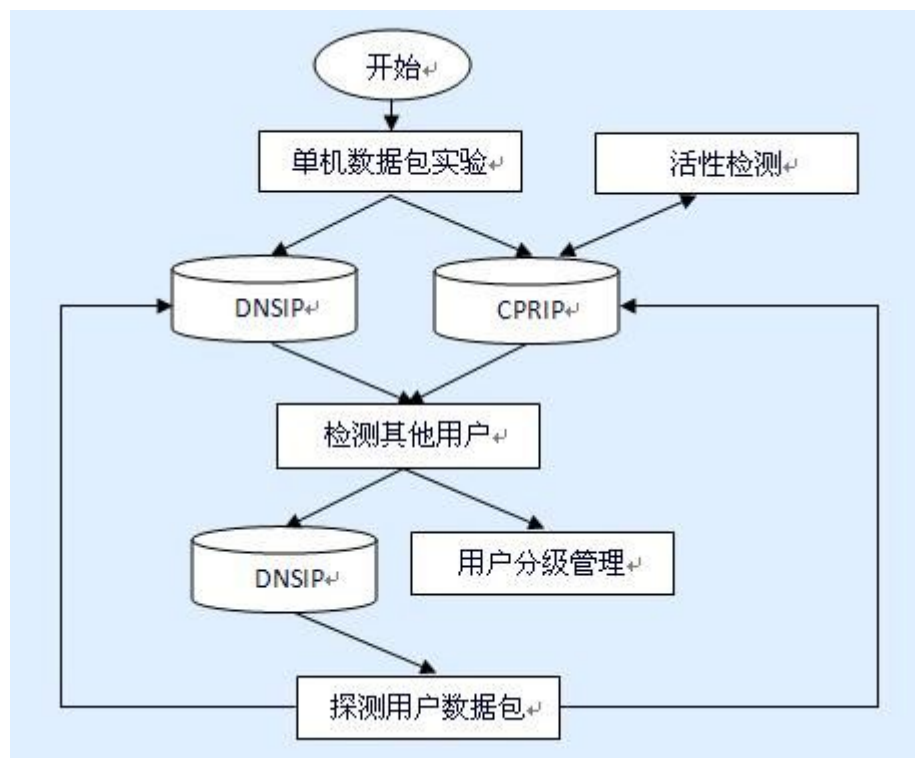 开始
单机数据包实验
活性检测
DNSIP
CPRIP
检测其他用户
DNSIP
用户分级管理
探测用户数据包